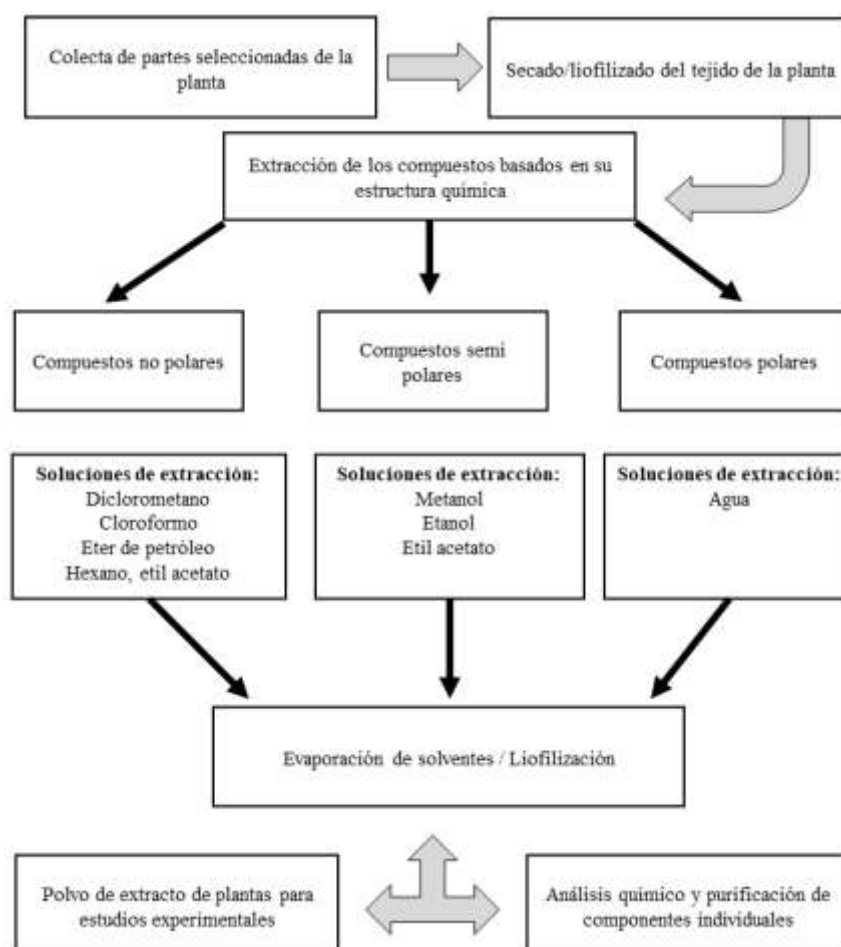 Colecta de partes seleccionadas de la
planta
Secado/liofilizado del tejido de la planta
Extracción de los compuestos basados en su
estructura química
Compuestos no polares
Compuestos semi
polares
Compuestos polares
Soluciones de extracción:
Diclorometano
Cloroformo
Eter de petróleo
Hexano, etil acetato
Soluciones de extracción:
Metanol
Etanol
Etil acetato
Soluciones de extracción:
Agua
Evaporación de solventes / Liofilización
Polvo de extracto de plantas para
estudios experimentales
Análisis químico y purificación de
componentes individuales